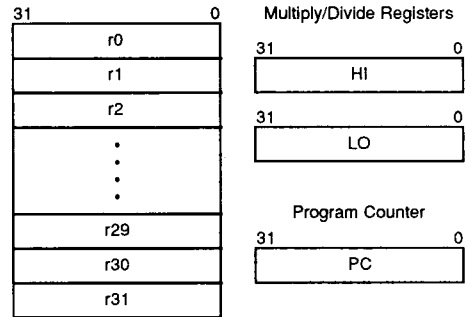 31 0
r0
r1
r2
r29
r30
r31
Multiply/Divide Registers
31 0
HI
31 0
LO
Program Counter
31 0
PC